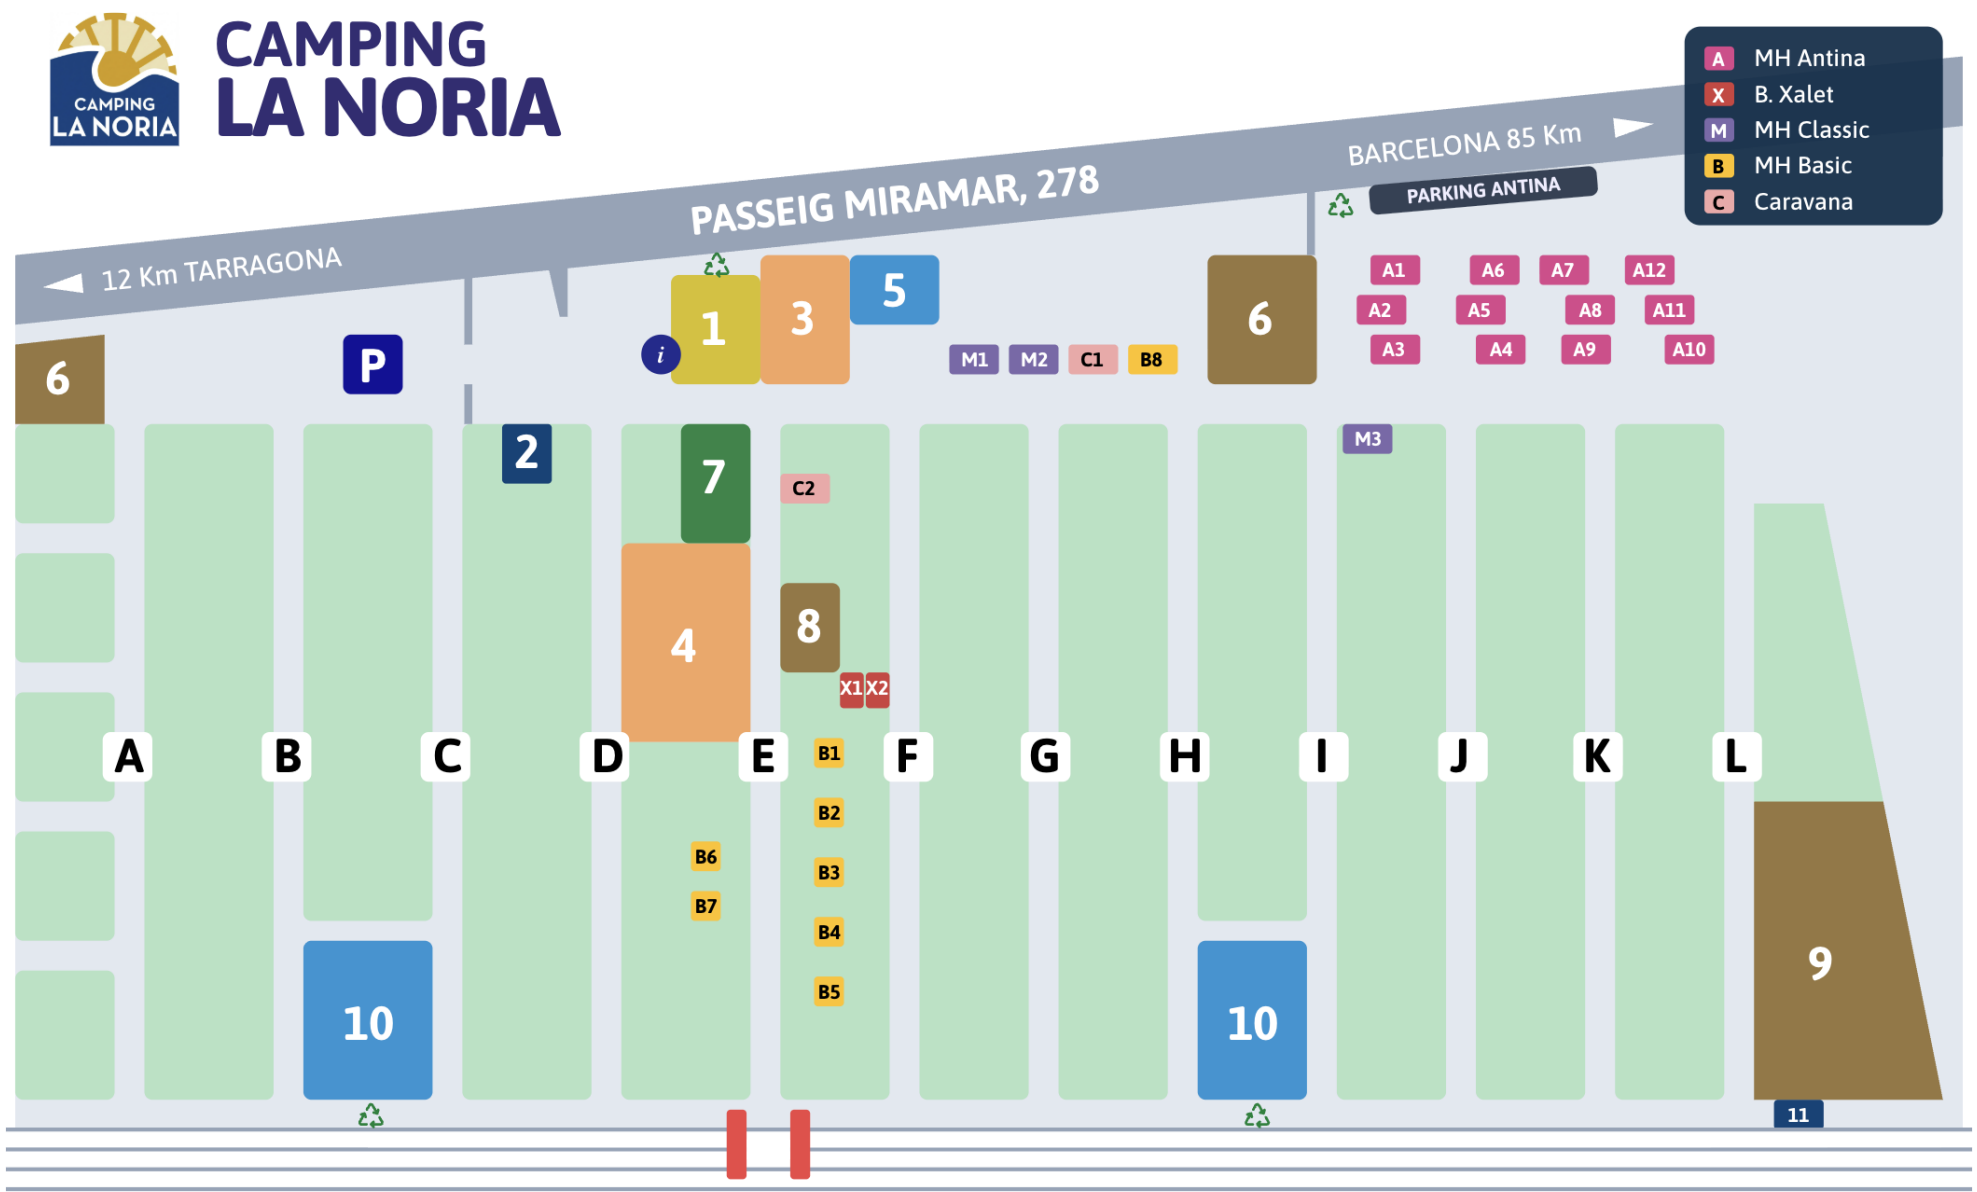 CAMPING
LA NORIA
CAMPING
LA NORIA
A MH Antina
X B. Xalet
M MH Classic
B MH Basic
C Caravana
BARCELONA 85 Km
PASSEIG MIRAMAR, 278
PARKING ANTINA
12 Km TARRAGONA
1
3
5
6
i
P
6
M1 M2 C1 B8
A1 A6 A7 A12
A2 A5 A8 A11
A3 A4 A9 A10
2
7
C2
M3
4
8
X1 X2
A B C D E F G H I J K L
B1
B2
B6
B3
B7
B4
B5
9
10
10
11